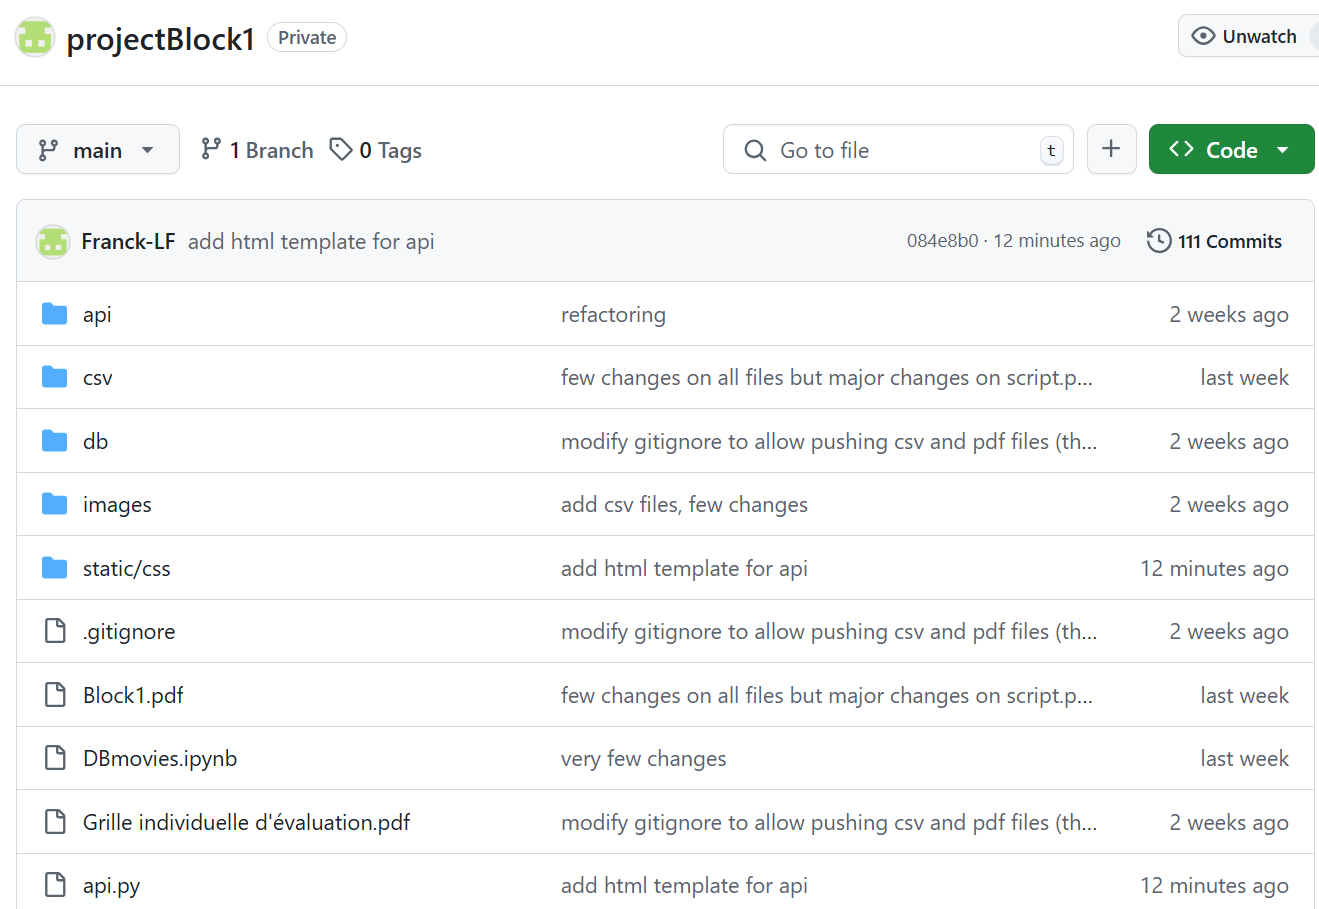 projectBlock1 Private Unwatch
main 1 Branch 0 Tags Go to file t Code
Franck-LF add html template for api 084e8b0 · 12 minutes ago 111 Commits
api refactoring 2 weeks ago
csv few changes on all files but major changes on script.p... last week
db modify gitignore to allow pushing csv and pdf files (th... 2 weeks ago
images add csv files, few changes 2 weeks ago
static/css add html template for api 12 minutes ago
.gitignore modify gitignore to allow pushing csv and pdf files (th... 2 weeks ago
Block1.pdf few changes on all files but major changes on script.p... last week
DBmovies.ipynb very few changes last week
Grille individuelle d'évaluation.pdf modify gitignore to allow pushing csv and pdf files (th... 2 weeks ago
api.py add html template for api 12 minutes ago